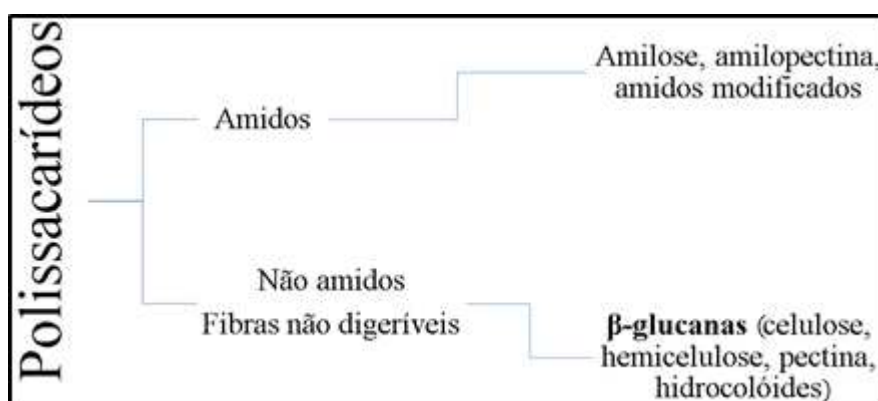 Polissacarídeos
Amidos
Amilose, amilopectina,
amidos modificados
Não amidos
Fibras não digeríveis
β-glucanas (celulose,
hemicelulose, pectina,
hidrocolóides)